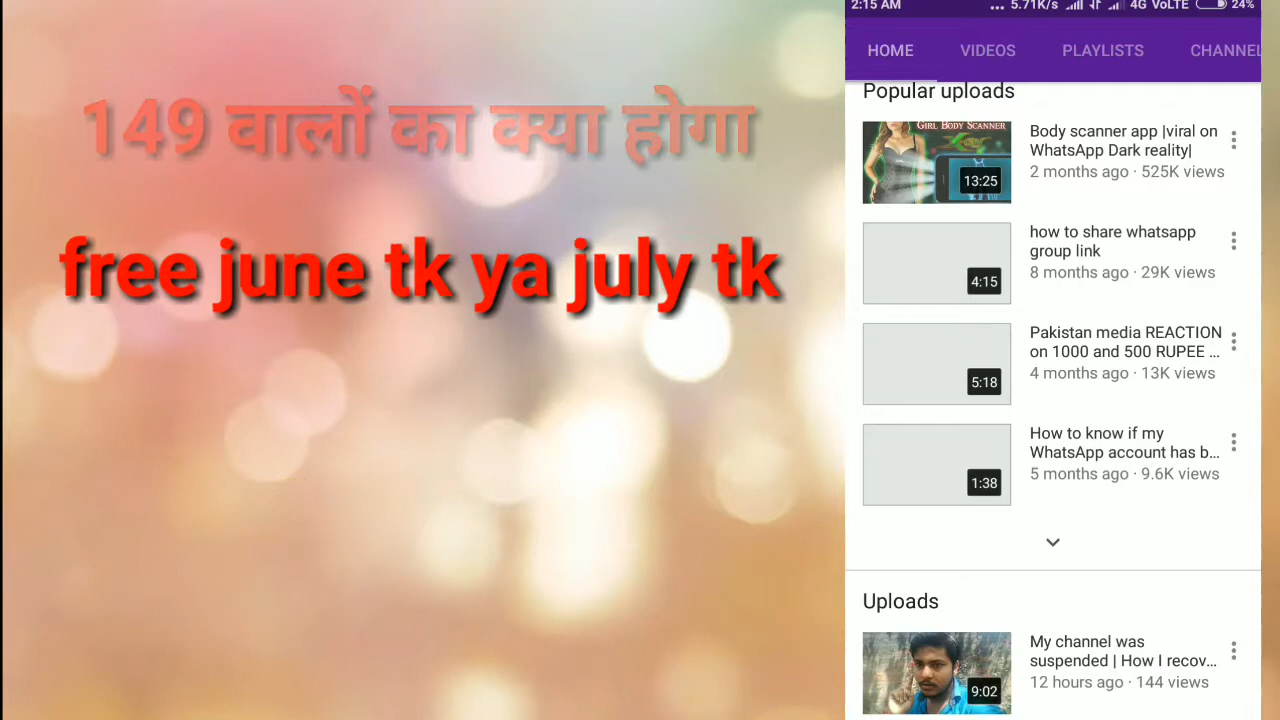 149 वालों का क्या होगा
free june tk ya july tk
2:15 AM ... 5.71K/s 4G VoLTE 24%
HOME VIDEOS PLAYLISTS CHANNEL
Popular uploads
GIRL BODY SCANNER
13:25
Body scanner app |viral on
WhatsApp Dark reality|
2 months ago · 525K views
4:15
how to share whatsapp
group link
8 months ago · 29K views
5:18
Pakistan media REACTION
on 1000 and 500 RUPEE ...
4 months ago · 13K views
1:38
How to know if my
WhatsApp account has b...
5 months ago · 9.6K views
Uploads
9:02
My channel was
suspended | How I recov...
12 hours ago · 144 views